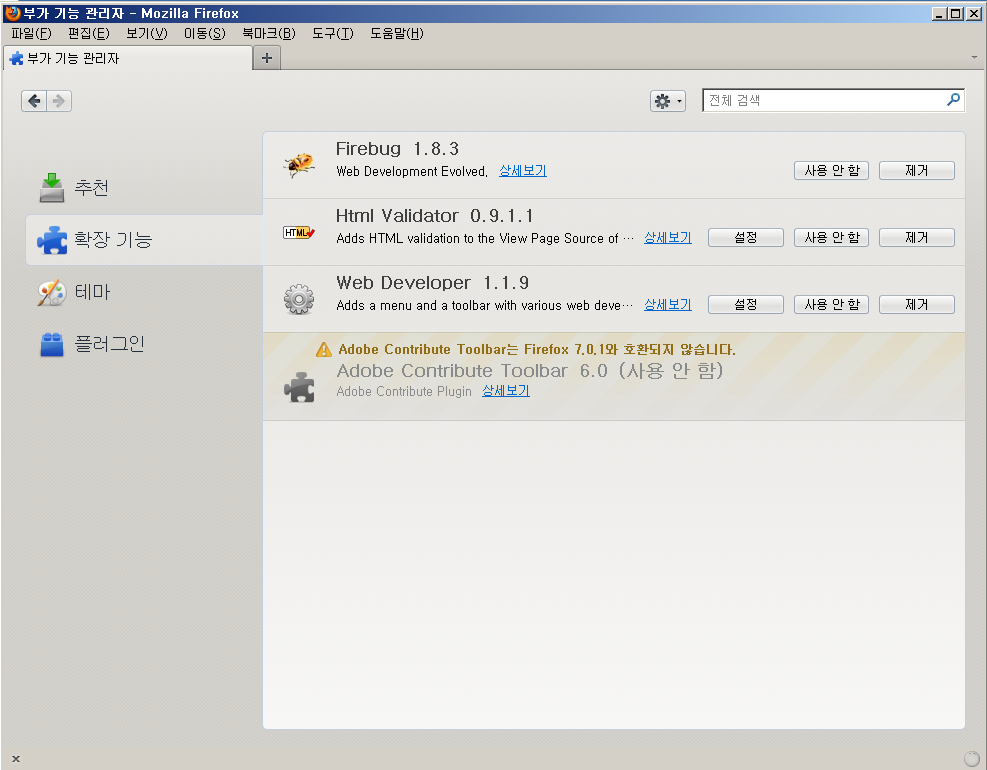 부가 기능 관리자 - Mozilla Firefox
파일(F) 편집(E) 보기(V) 이동(S) 북마크(B) 도구(T) 도움말(H)
부가 기능 관리자
전체 검색
추천
확장 기능
테마
플러그인
Firebug 1.8.3
Web Development Evolved. 상세보기 사용 안 함 제거
Html Validator 0.9.1.1
HTML
Adds HTML validation to the View Page Source of ... 상세보기 설정 사용 안 함 제거
Web Developer 1.1.9
Adds a menu and a toolbar with various web deve... 상세보기 설정 사용 안 함 제거
Adobe Contribute Toolbar는 Firefox 7.0.1와 호환되지 않습니다.
Adobe Contribute Toolbar 6.0 (사용 안 함)
Adobe Contribute Plugin 상세보기